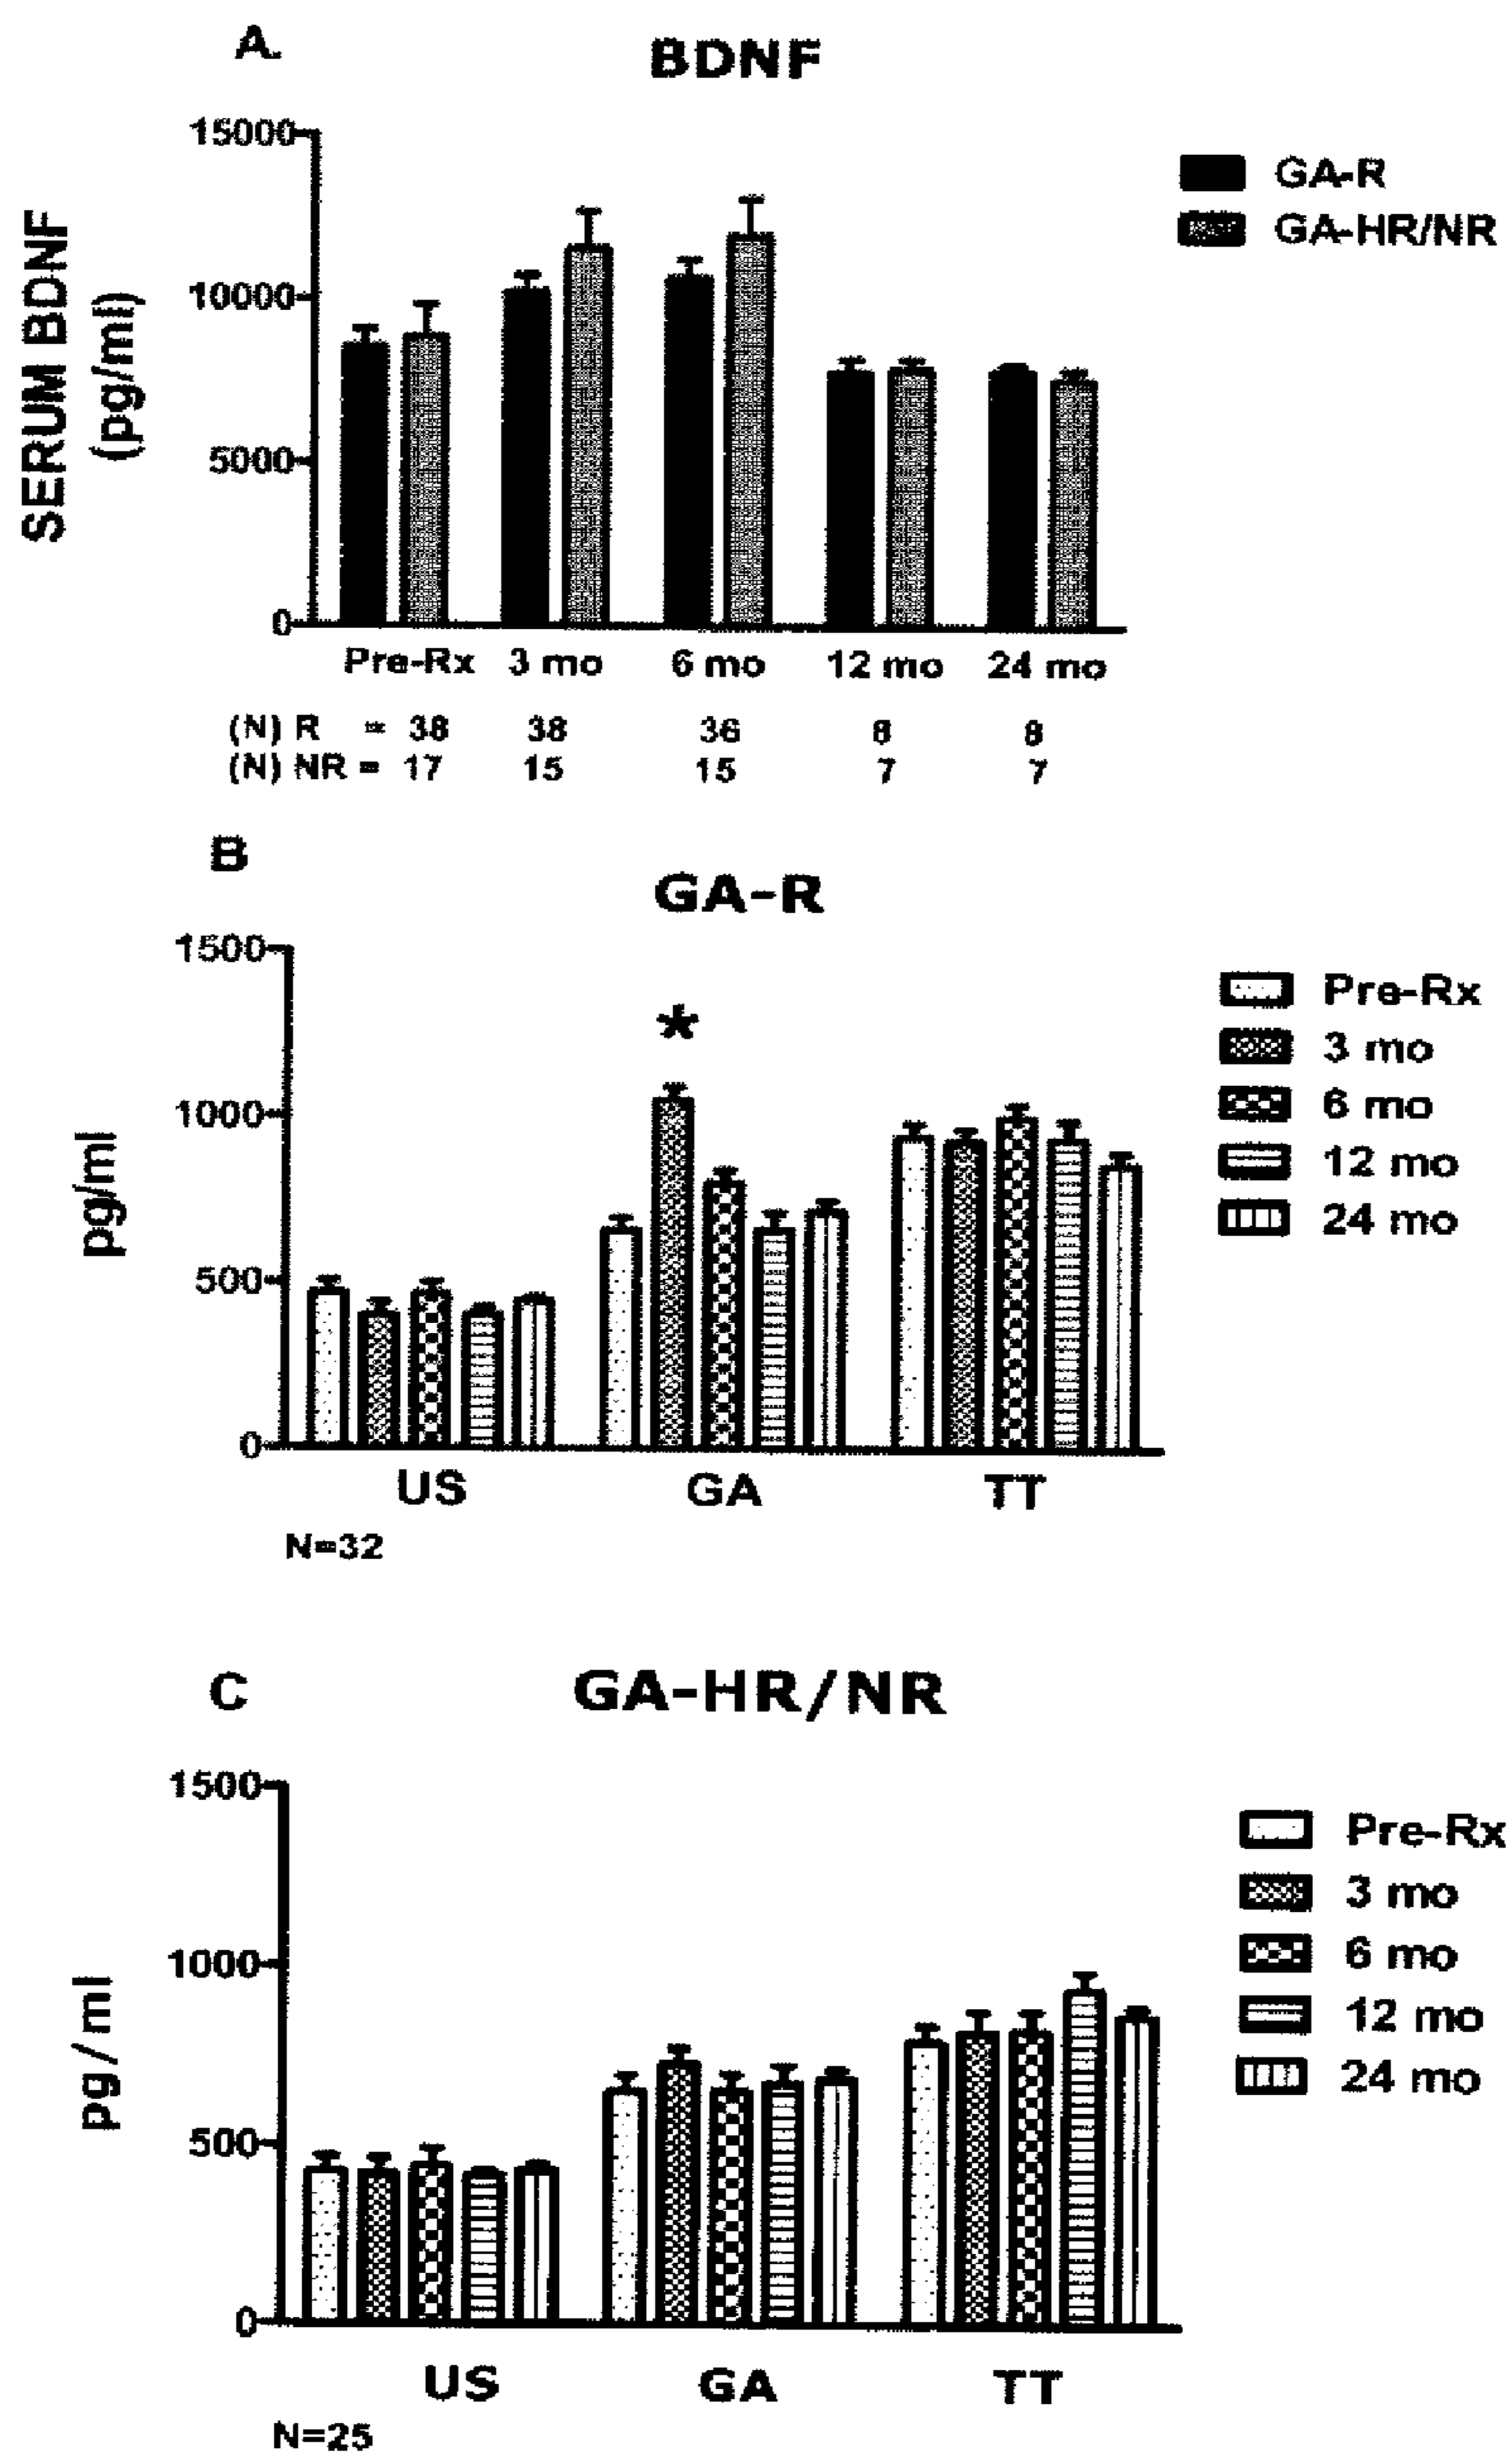 A.
BDNF
15000
10000
5000
0
SERUM BDNF
(pg/ml)
GA-R
GA-HR/NR
Pre-Rx 3 mo 6 mo 12 mo 24 mo
(N) R = 38 38 36 8 8
(N) NR = 17 15 15 7 7
B
GA-R
1500
1000
500
0
pg/ml
*
Pre-Rx
3 mo
6 mo
12 mo
24 mo
US GA TT
N=32
C
GA-HR/NR
1500
1000
500
0
pg/ml
Pre-Rx
3 mo
6 mo
12 mo
24 mo
US GA TT
N=25